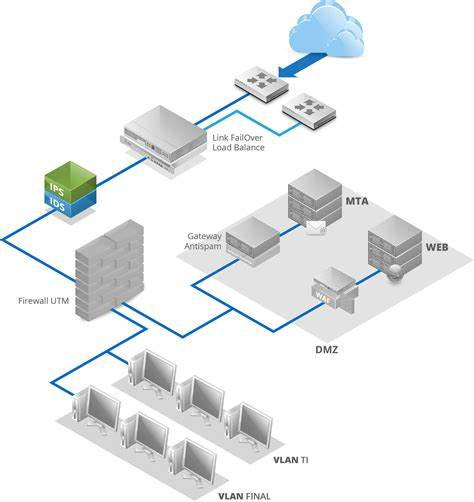 Link FailOver
Load Balance
IPS
IDS
MTA
Gateway
Antispam
WEB
Firewall UTM
WAF
DMZ
VLAN TI
VLAN FINAL